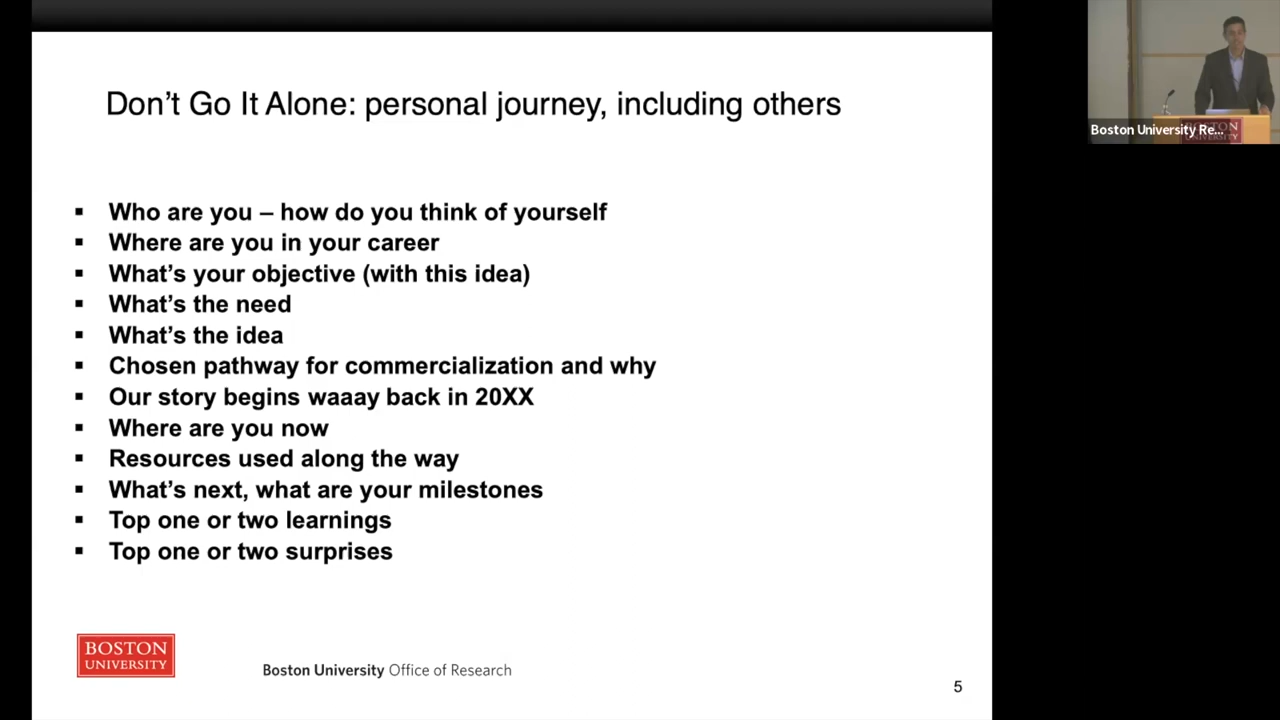 Don't Go It Alone: personal journey, including others
▪ Who are you – how do you think of yourself
▪ Where are you in your career
▪ What's your objective (with this idea)
▪ What's the need
▪ What's the idea
▪ Chosen pathway for commercialization and why
▪ Our story begins waaay back in 20XX
▪ Where are you now
▪ Resources used along the way
▪ What's next, what are your milestones
▪ Top one or two learnings
▪ Top one or two surprises
BOSTON
UNIVERSITY
Boston University Office of Research
5
Boston University Re...
BOSTON
UNIVERSITY